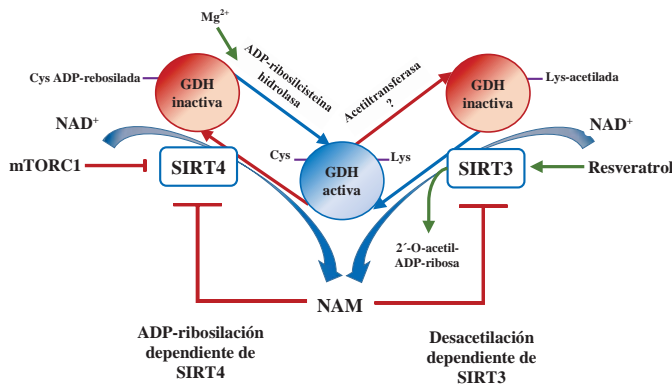 Mg²⁺
ADP-ribosilcisteina
hidrolasa
Acetiltransferasa
?
Cys ADP-rebosilada
GDH
inactiva
GDH
inactiva
Lys-acetilada
NAD⁺
NAD⁺
Cys
Lys
GDH
activa
mTORC1
SIRT4
SIRT3
Resveratrol
2´-O-acetil-
ADP-ribosa
NAM
ADP-ribosilación
dependiente de
SIRT4
Desacetilación
dependiente de
SIRT3